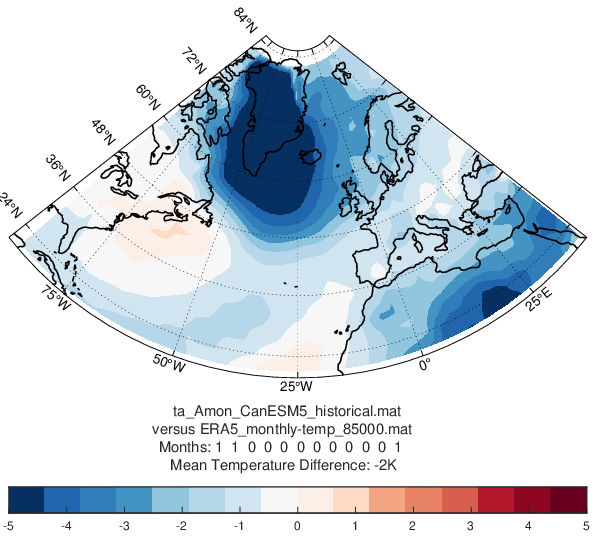 84°N
72°N
60°N
48°N
36°N
24°N
75°W
50°W
25°W
0°
25°E
ta_Amon_CanESM5_historical.mat
versus ERA5_monthly-temp_85000.mat
Months: 1 1 0 0 0 0 0 0 0 0 0 1
Mean Temperature Difference: -2K
-5 -4 -3 -2 -1 0 1 2 3 4 5